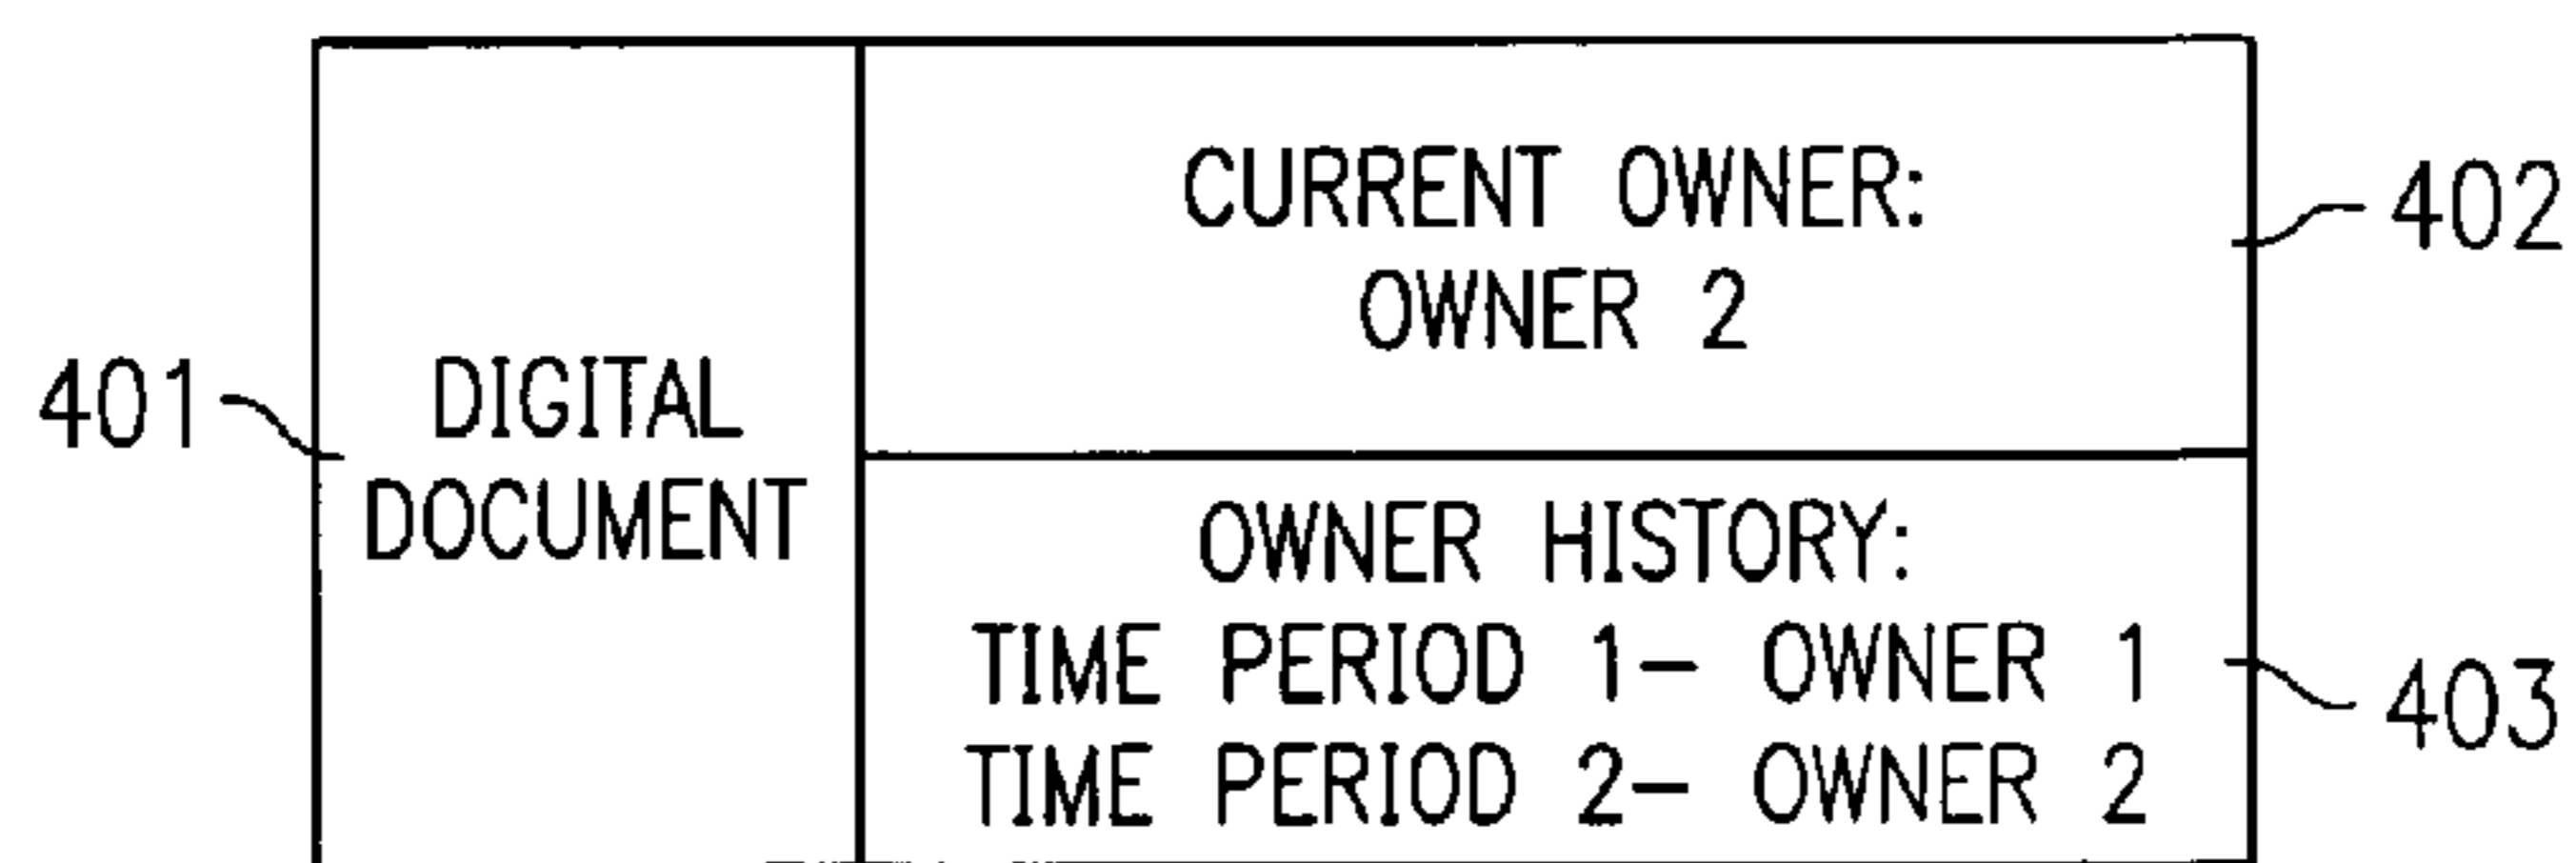 401
DIGITAL
DOCUMENT
CURRENT OWNER:
OWNER 2
402
OWNER HISTORY:
TIME PERIOD 1– OWNER 1
TIME PERIOD 2– OWNER 2
403